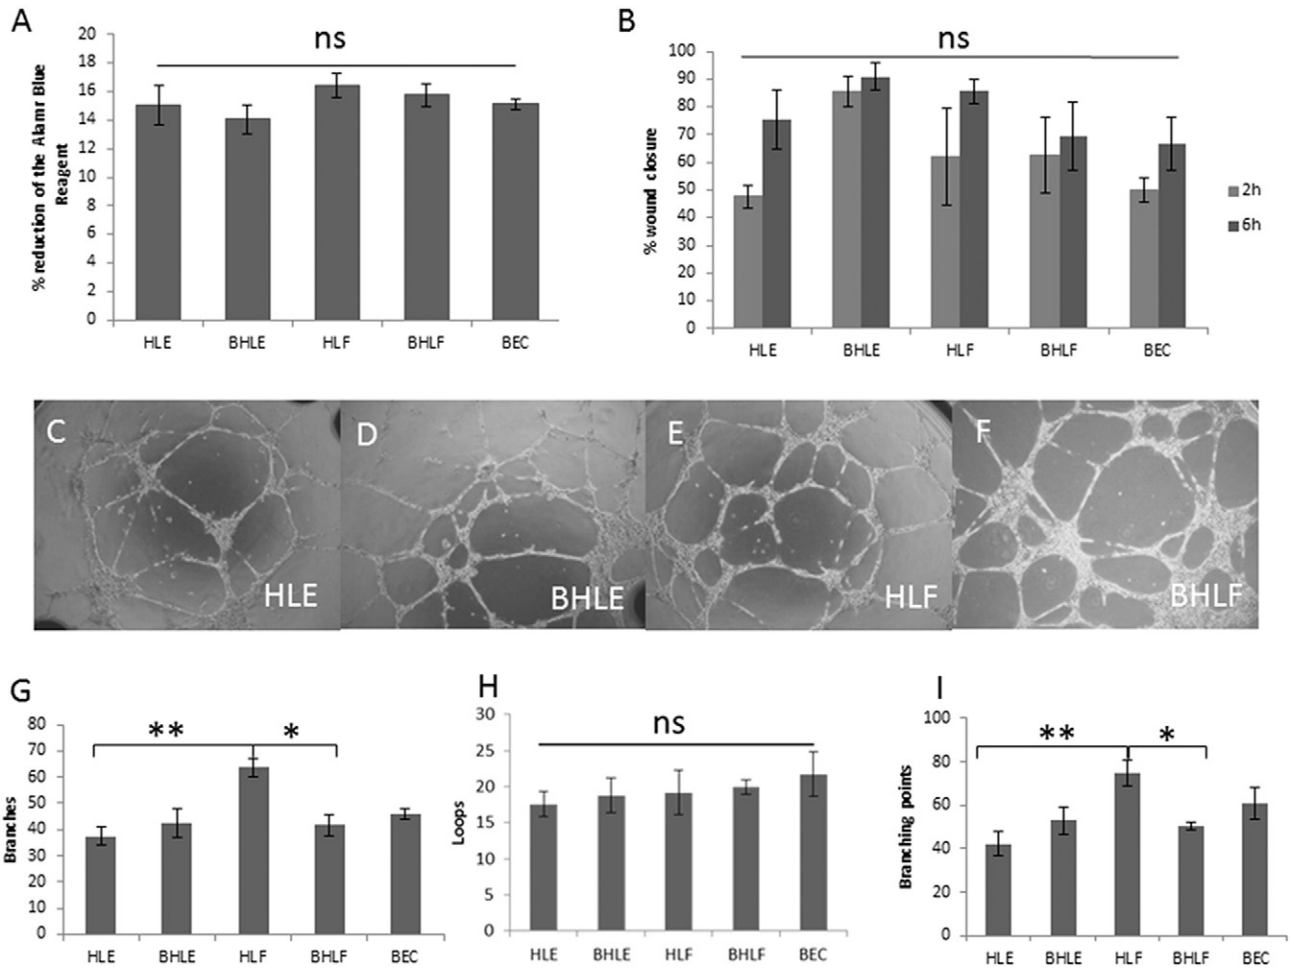 A
ns
% reduction of the Alamr Blue
Reagent
20
18
16
14
12
10
8
6
4
2
0
HLE BHLE HLF BHLF BEC
B
ns
% wound closure
100
90
80
70
60
50
40
30
20
10
0
HLE BHLE HLF BHLF BEC
2h
6h
C
HLE
D
BHLE
E
HLF
F
BHLF
G
** *
Branches
80
70
60
50
40
30
20
10
0
HLE BHLE HLF BHLF BEC
H
ns
Loops
30
25
20
15
10
5
0
HLE BHLE HLF BHLF BEC
I
** *
Branching points
100
80
60
40
20
0
HLE BHLE HLF BHLF BEC